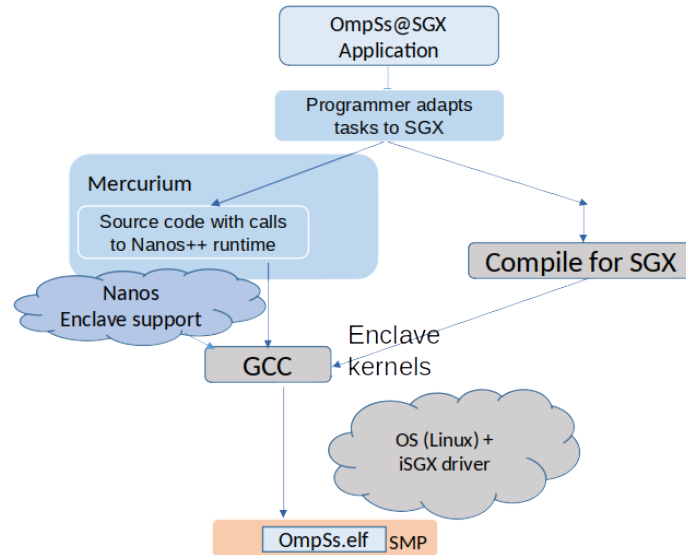 OmpSs@SGX
Application
Programmer adapts
tasks to SGX
Mercurium
Source code with calls
to Nanos++ runtime
Compile for SGX
Nanos
Enclave support
Enclave
kernels
GCC
OS (Linux) +
iSGX driver
OmpSs.elf
SMP